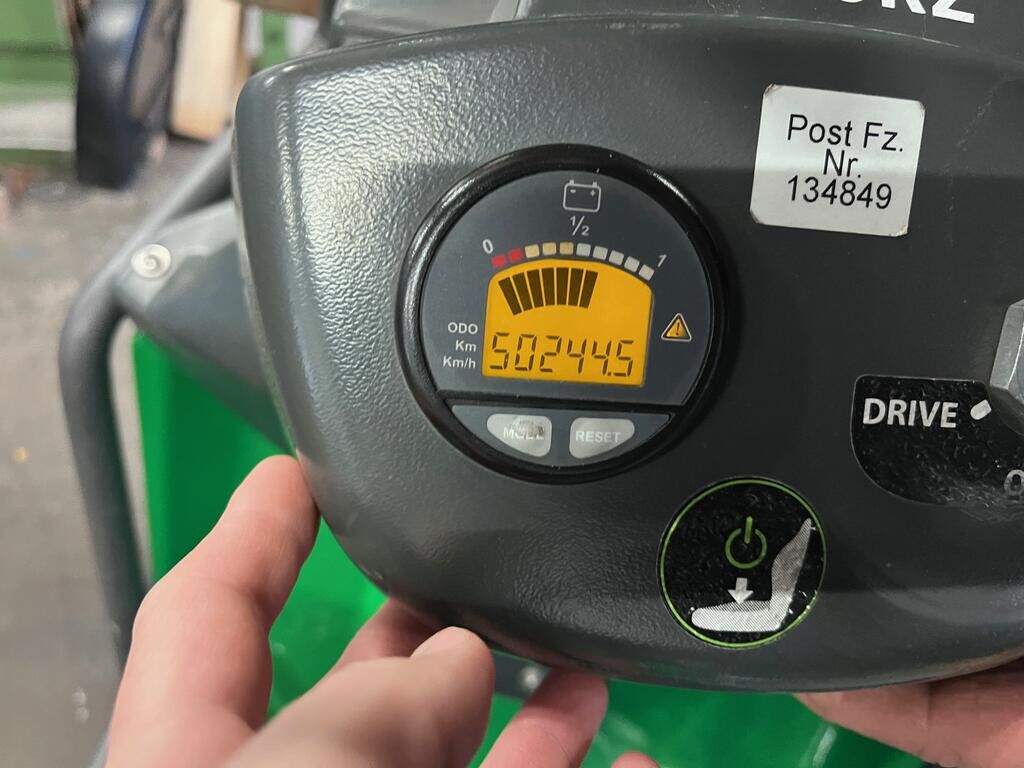 Post Fz.
Nr.
134849
1/2
0
1
ODO
Km
Km/h
50244.5
RESET
DRIVE